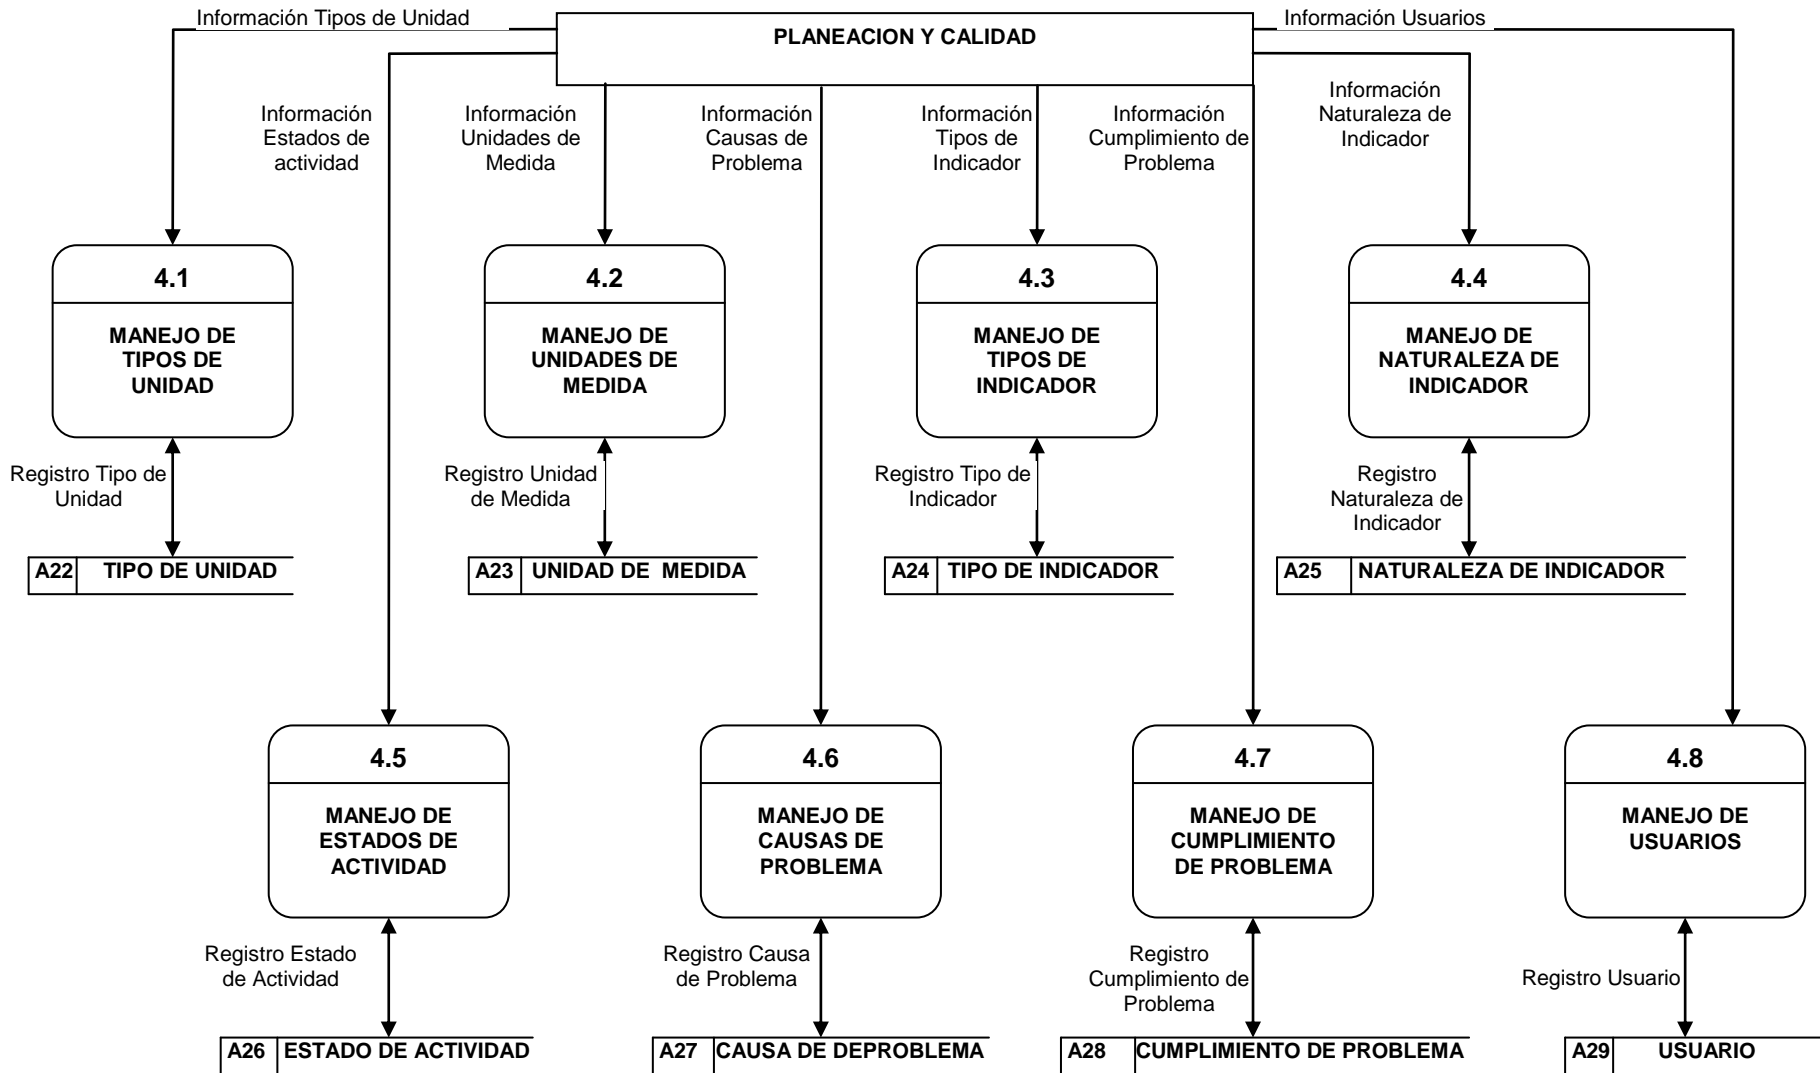 Información Tipos de Unidad
PLANEACION Y CALIDAD
Información Usuarios
Información
Estados de
actividad
Información
Unidades de
Medida
Información
Causas de
Problema
Información
Tipos de
Indicador
Información
Cumplimiento de
Problema
Información
Naturaleza de
Indicador
4.1
MANEJO DE
TIPOS DE
UNIDAD
4.2
MANEJO DE
UNIDADES DE
MEDIDA
4.3
MANEJO DE
TIPOS DE
INDICADOR
4.4
MANEJO DE
NATURALEZA DE
INDICADOR
Registro Tipo de
Unidad
Registro Unidad
de Medida
Registro Tipo de
Indicador
Registro
Naturaleza de
Indicador
A22 TIPO DE UNIDAD
A23 UNIDAD DE MEDIDA
A24 TIPO DE INDICADOR
A25 NATURALEZA DE INDICADOR
4.5
MANEJO DE
ESTADOS DE
ACTIVIDAD
4.6
MANEJO DE
CAUSAS DE
PROBLEMA
4.7
MANEJO DE
CUMPLIMIENTO
DE PROBLEMA
4.8
MANEJO DE
USUARIOS
Registro Estado
de Actividad
Registro Causa
de Problema
Registro
Cumplimiento de
Problema
Registro Usuario
A26 ESTADO DE ACTIVIDAD
A27 CAUSA DE DEPROBLEMA
A28 CUMPLIMIENTO DE PROBLEMA
A29 USUARIO